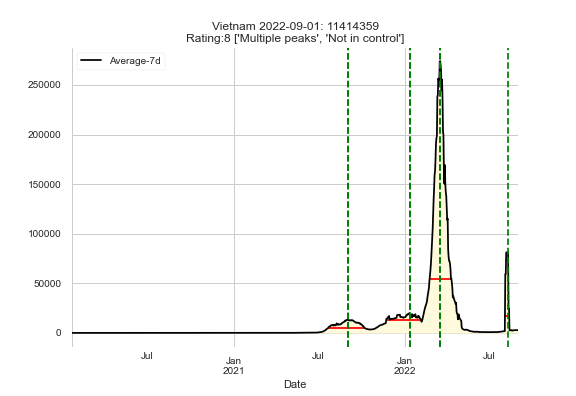 Vietnam 2022-09-01: 11414359
Rating:8 ['Multiple peaks', 'Not in control']
Average-7d
250000
200000
150000
100000
50000
0
Jul
Jan
2021
Jul
Jan
2022
Jul
Date